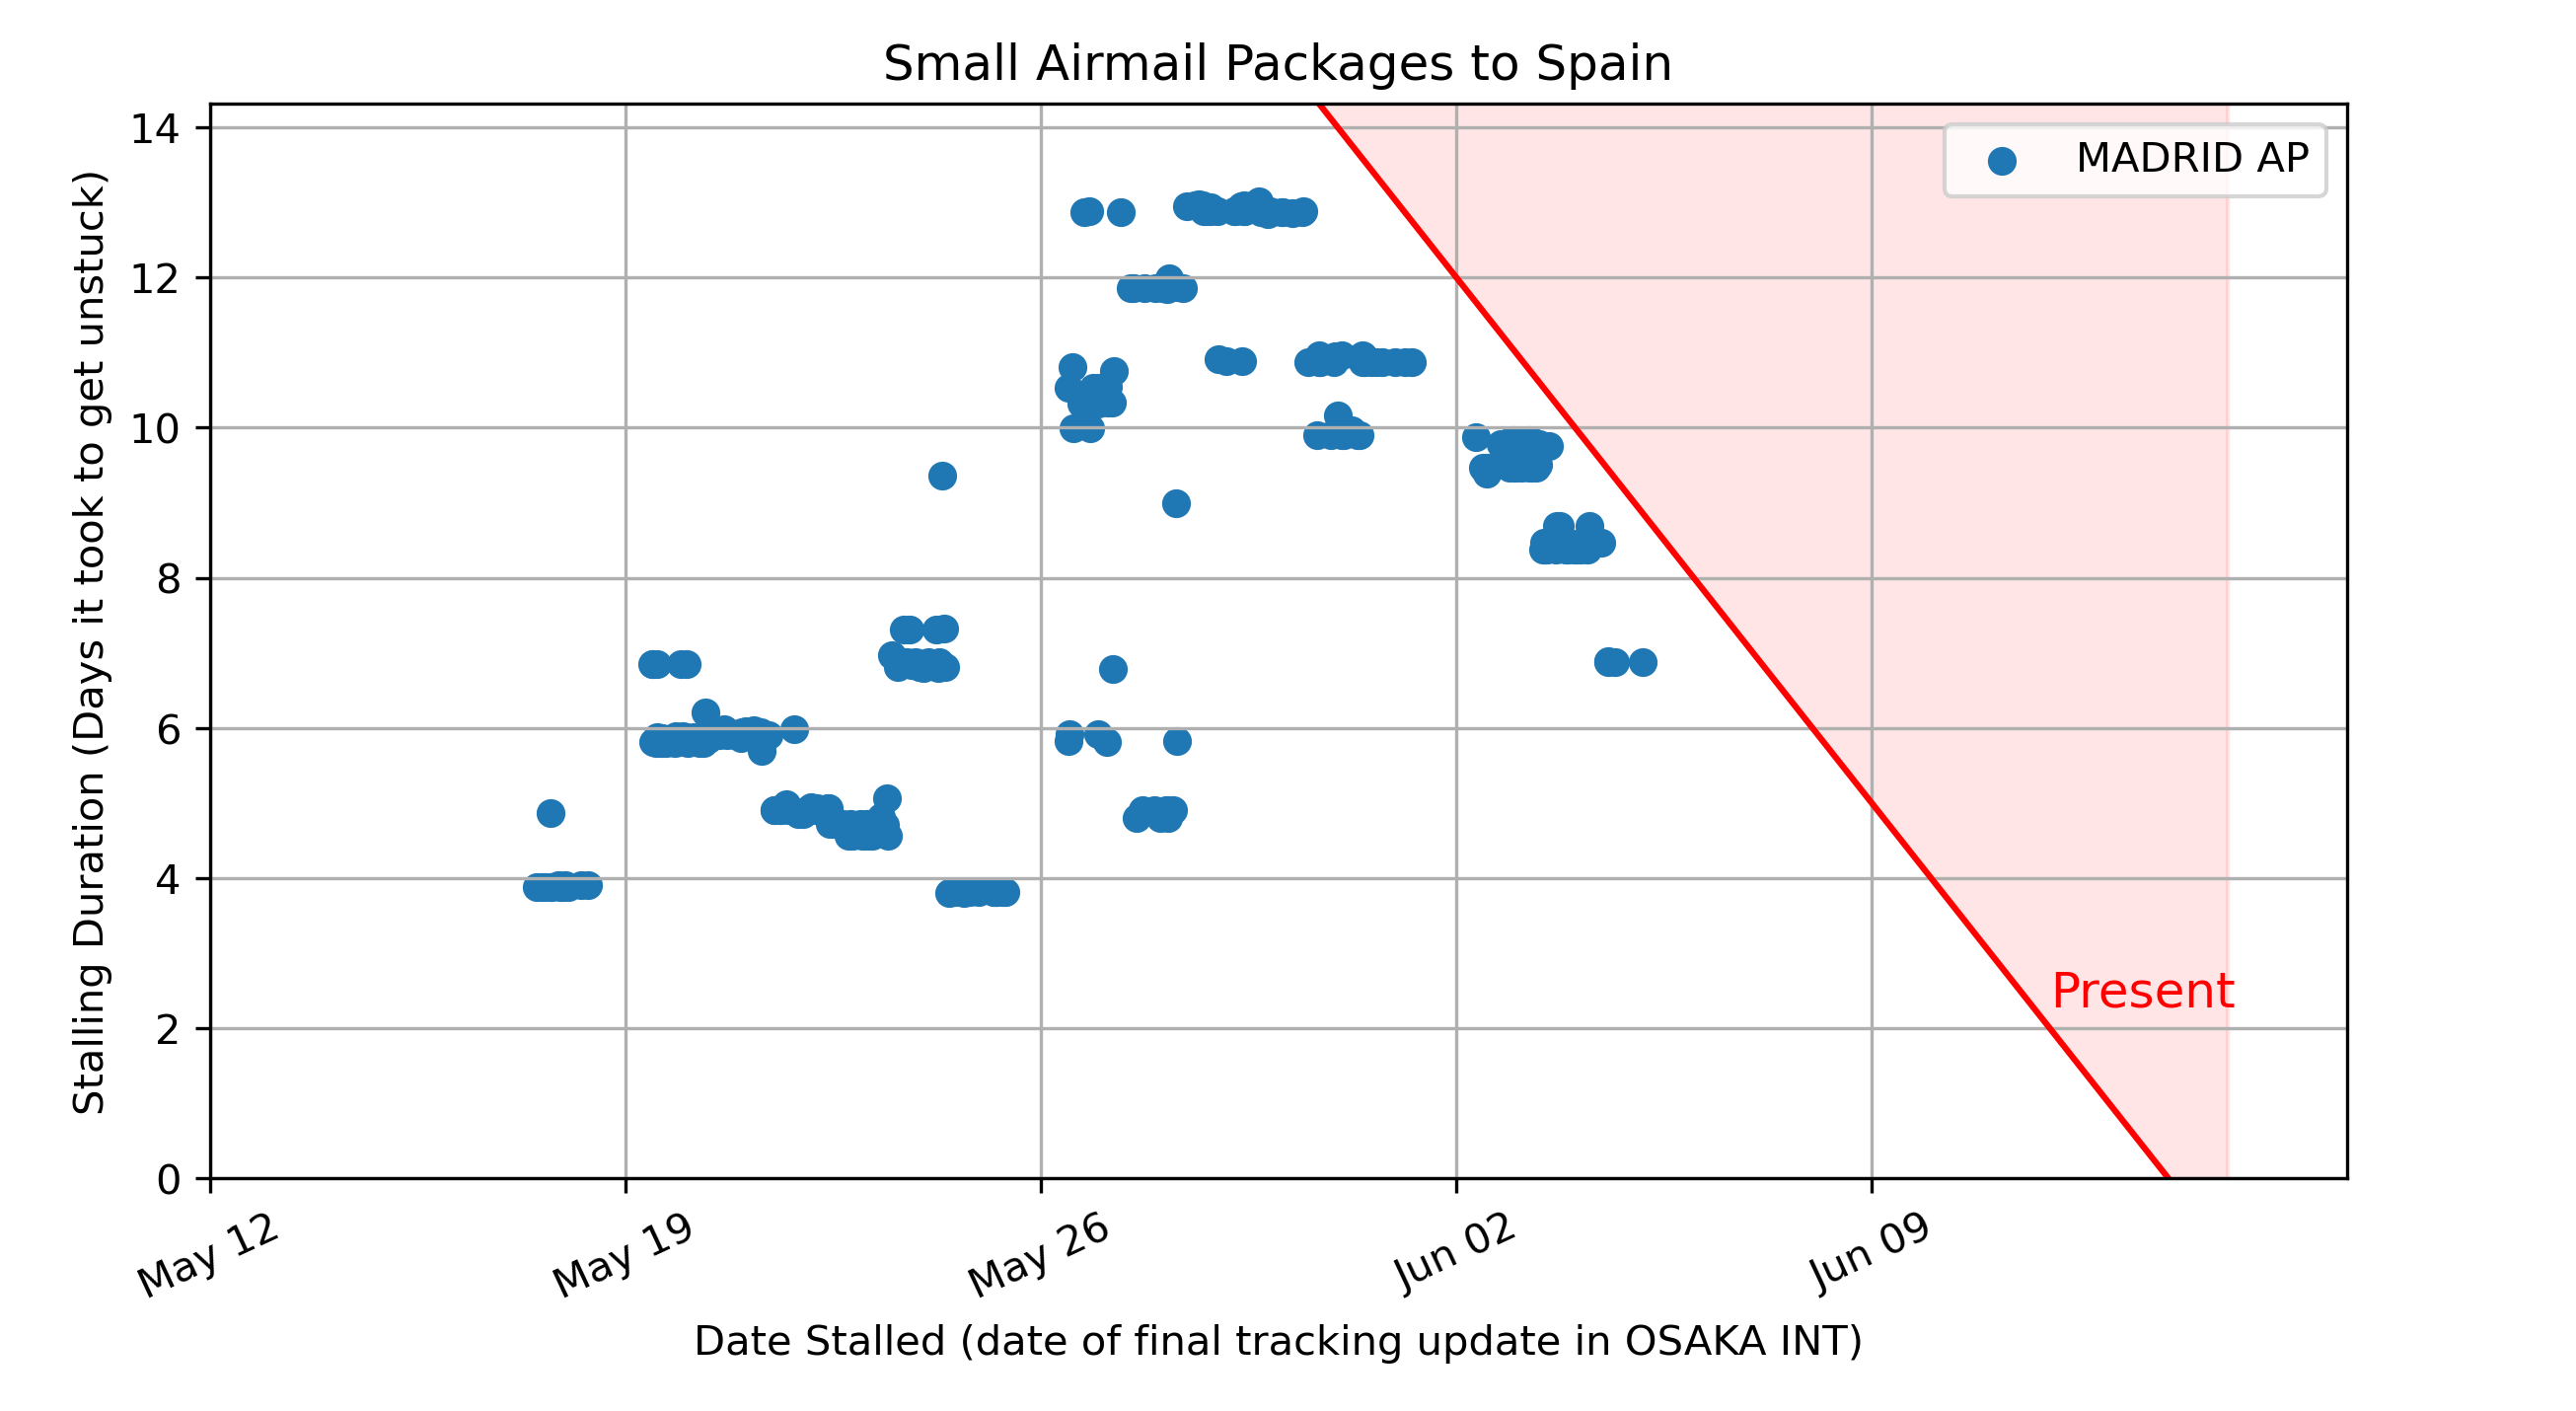 Small Airmail Packages to Spain
Stalling Duration (Days it took to get unstuck)
14
12
10
8
6
4
2
0
MADRID AP
Present
May 12
May 19
May 26
Jun 02
Jun 09
Date Stalled (date of final tracking update in OSAKA INT)